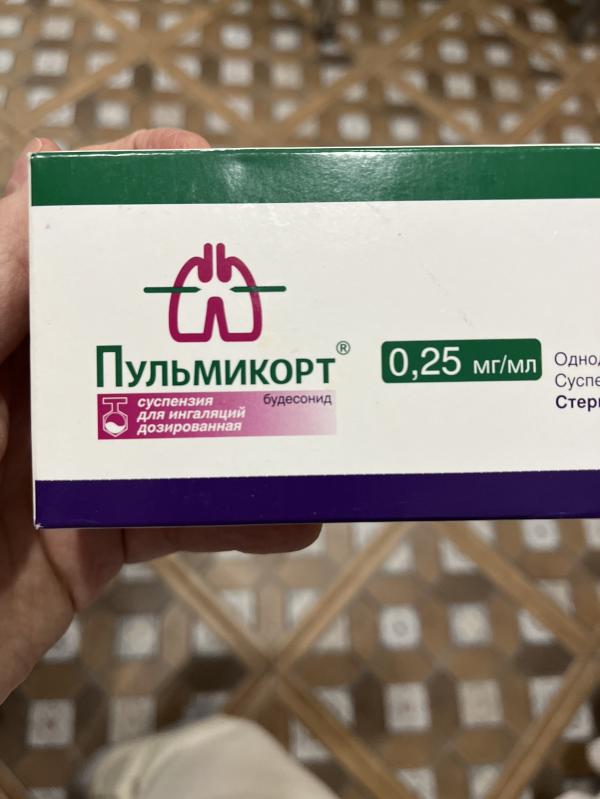 Пульмикорт®
суспензия
для ингаляций
дозированная
будесонид
0,25 мг/мл